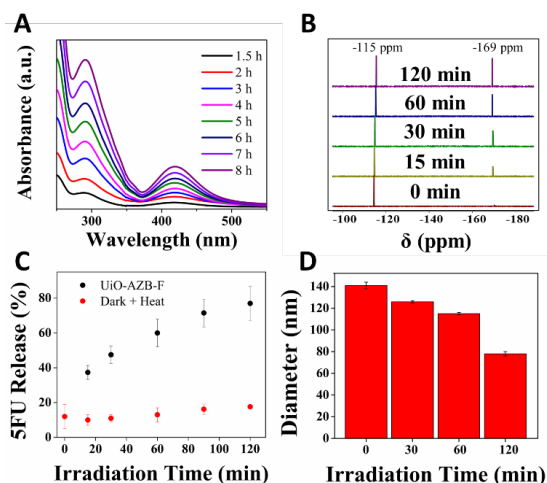 A
Absorbance (a.u.)
1.5 h
2 h
3 h
4 h
5 h
6 h
7 h
8 h
300 400 500
Wavelength (nm)
B
-115 ppm -169 ppm
120 min
60 min
30 min
15 min
0 min
-100 -120 -140 -160 -180
δ (ppm)
C
5FU Release (%)
UiO-AZB-F
Dark + Heat
80
60
40
20
0
0 20 40 60 80 100 120
Irradiation Time (min)
D
Diameter (nm)
140
120
100
80
60
40
20
0
0 30 60 120
Irradiation Time (min)